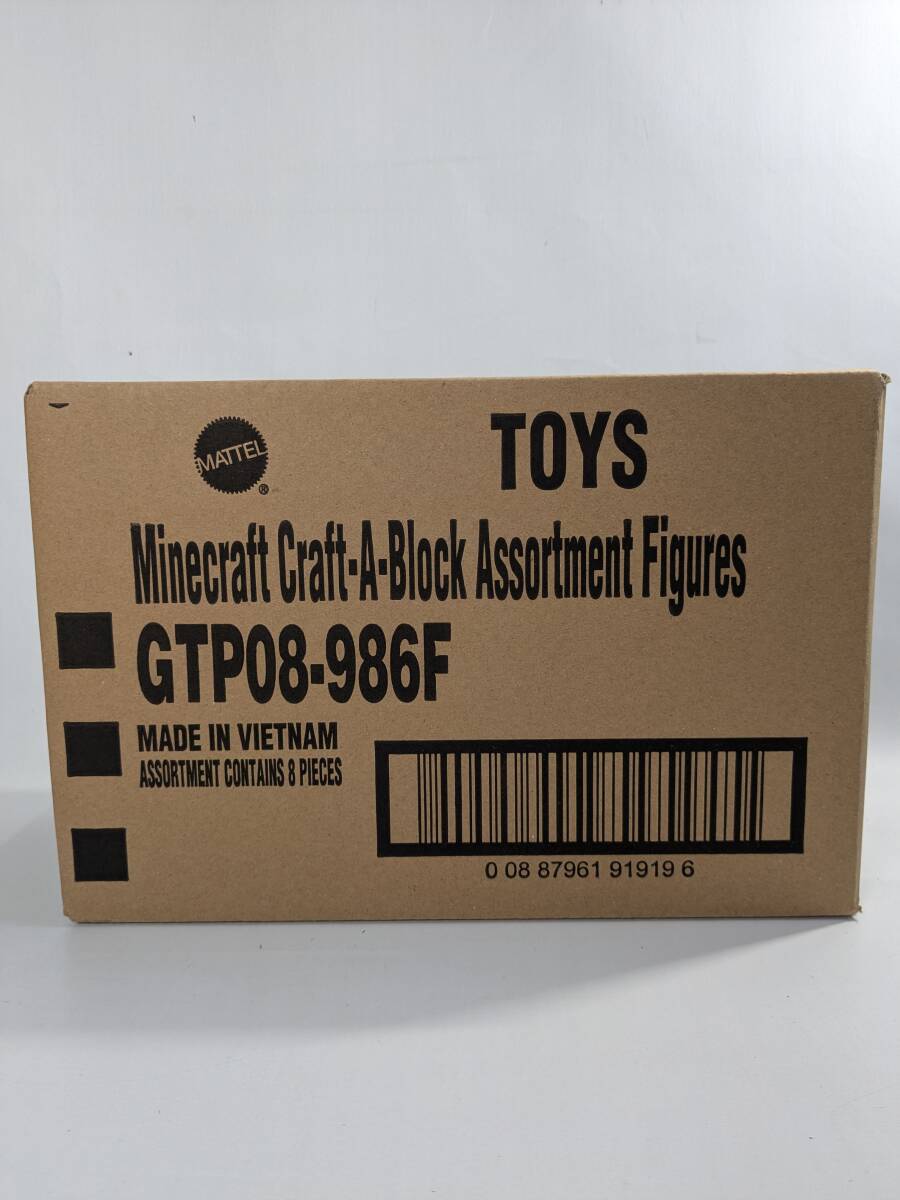 MATTEL
®
TOYS
Minecraft Craft-A-Block Assortment Figures
GTP08-986F
MADE IN VIETNAM
ASSORTMENT CONTAINS 8 PIECES
0 08 87961 91919 6